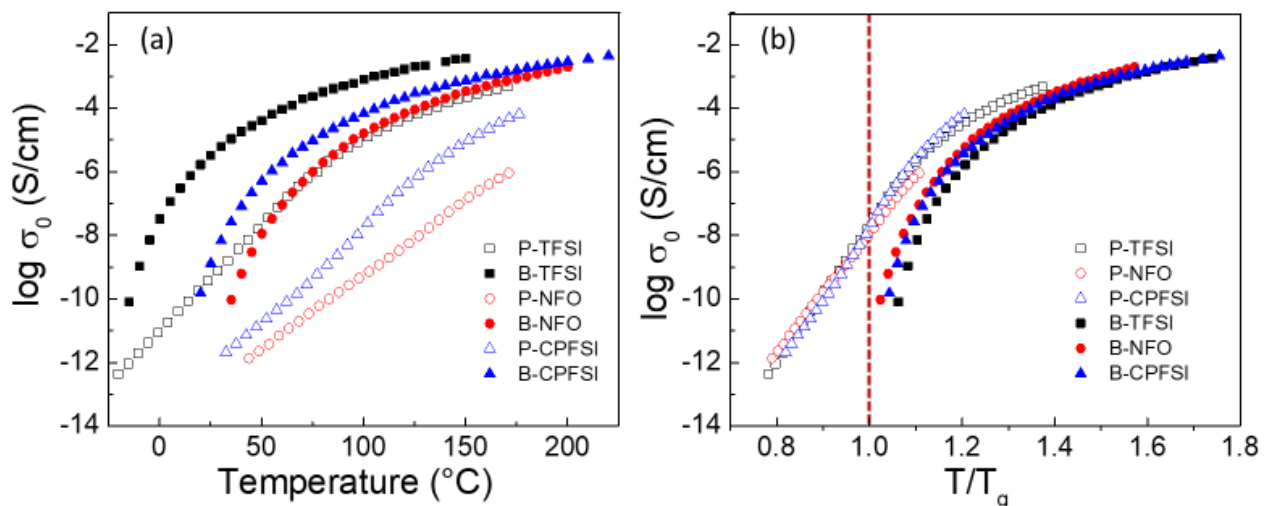 (a)
log σ₀ (S/cm)
-2
-4
-6
-8
-10
-12
-14
P-TFSI
B-TFSI
P-NFO
B-NFO
P-CPFSI
B-CPFSI
0 50 100 150 200
Temperature (°C)
(b)
log σ₀ (S/cm)
-2
-4
-6
-8
-10
-12
-14
P-TFSI
P-NFO
P-CPFSI
B-TFSI
B-NFO
B-CPFSI
0.8 1.0 1.2 1.4 1.6 1.8
T/Tg